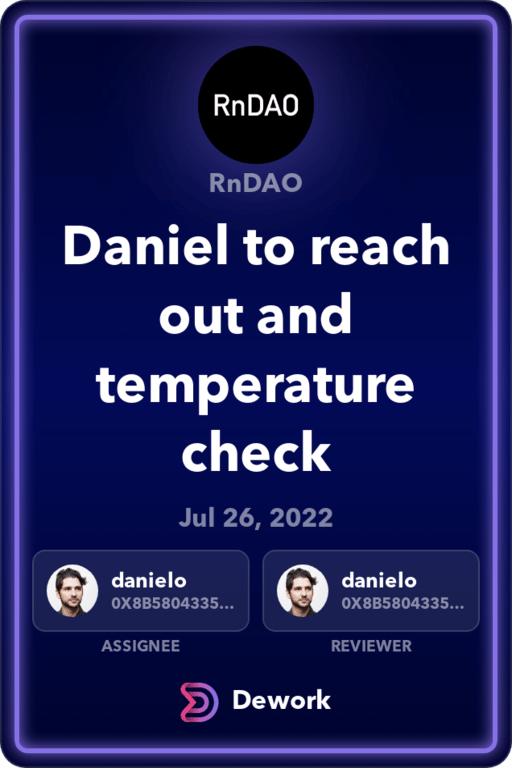 RnDAO
RnDAO
Daniel to reach
out and
temperature
check
Jul 26, 2022
danielo
0X8B5804335...
danielo
0X8B5804335...
ASSIGNEE
REVIEWER
Dework